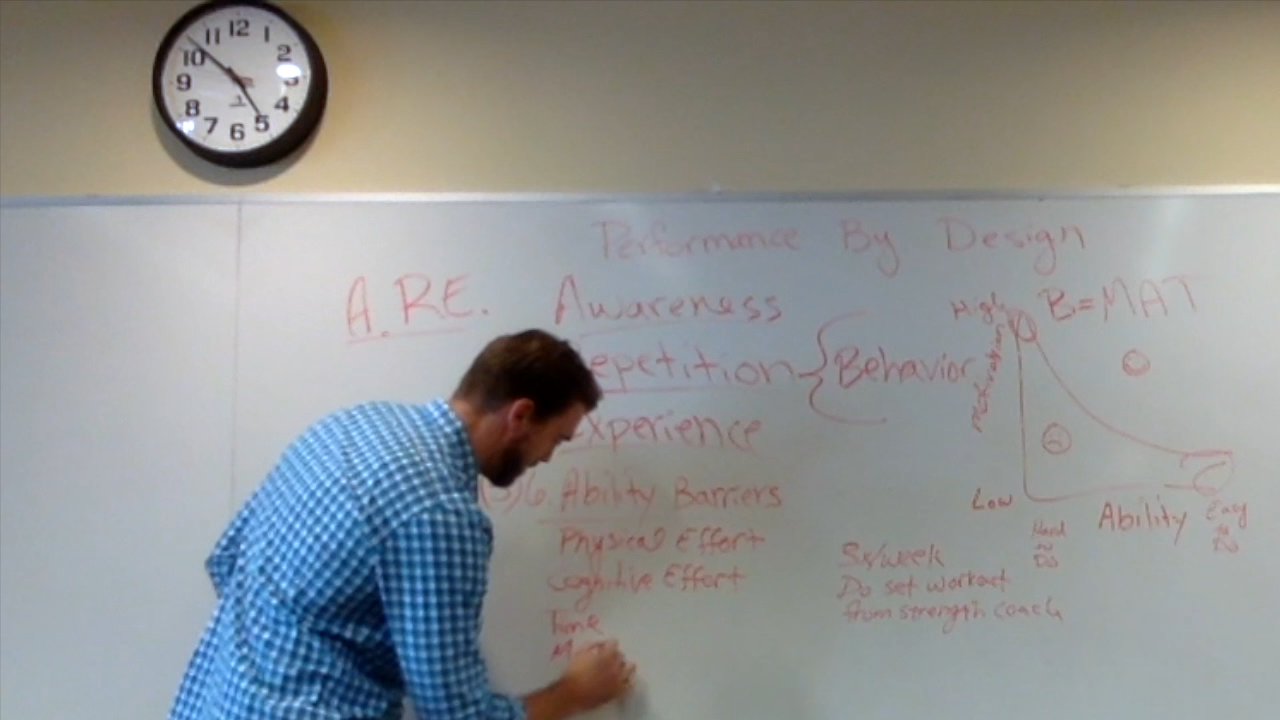 11 12 1
10 2
9 3
8 4
7 6 5
Performance By Design
A.R.E. Awareness
epetition Behavior
Experience
6 Ability Barriers
Physical Effort
Cognitive Effort
Time
B=MAT
High
Motivation
Low
Ability
Hard
to
Do
Easy
to
Do
5x/week
Do set workout
from strength coach